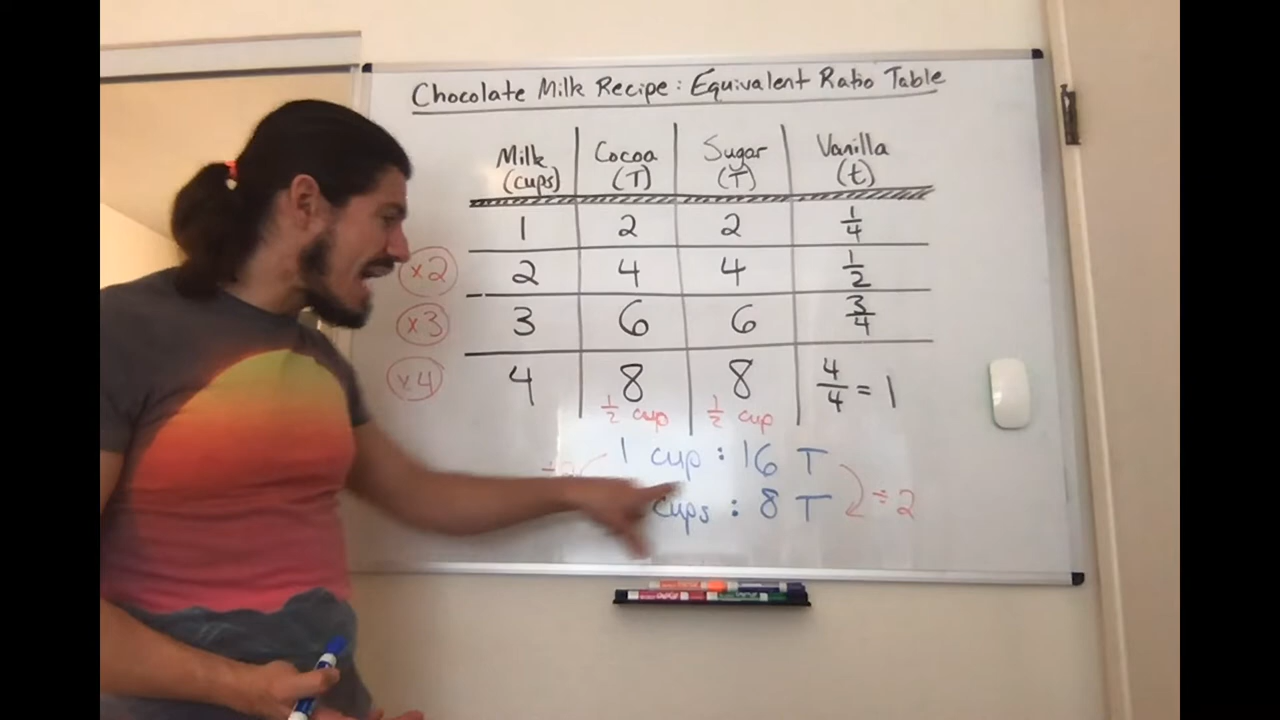 Chocolate Milk Recipe: Equivalent Ratio Table
Milk (cups) Cocoa (T) Sugar (T) Vanilla (t)
1 2 2 1/4
×2 2 4 4 1/2
×3 3 6 6 3/4
×4 4 8 8 4/4 = 1
1/2 cup 1/2 cup
1 cup : 16 T
cups : 8 T ÷2